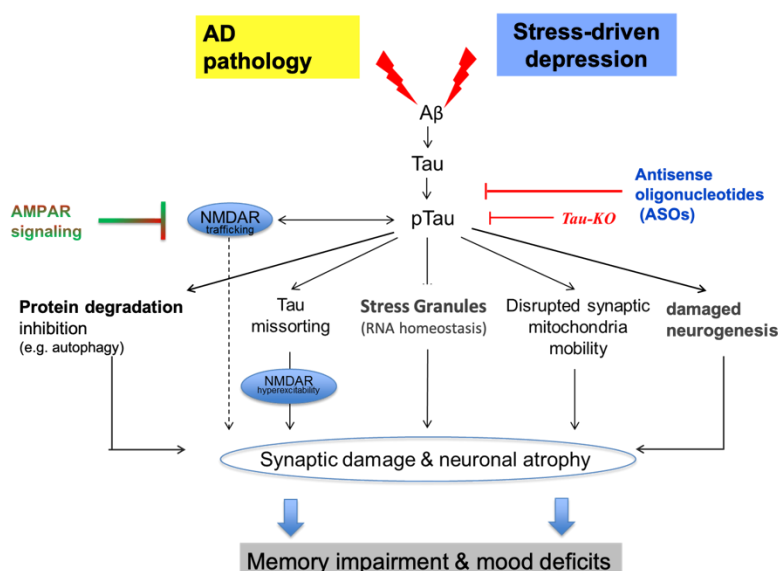 AD
pathology
Stress-driven
depression
Aβ
Tau
pTau
Antisense
oligonucleotides
(ASOs)
Tau-KO
AMPAR
signaling
NMDAR
trafficking
Protein degradation
inhibition
(e.g. autophagy)
Tau
missorting
Stress Granules
(RNA homeostasis)
Disrupted synaptic
mitochondria
mobility
damaged
neurogenesis
NMDAR
hyperexcitability
Synaptic damage & neuronal atrophy
Memory impairment & mood deficits